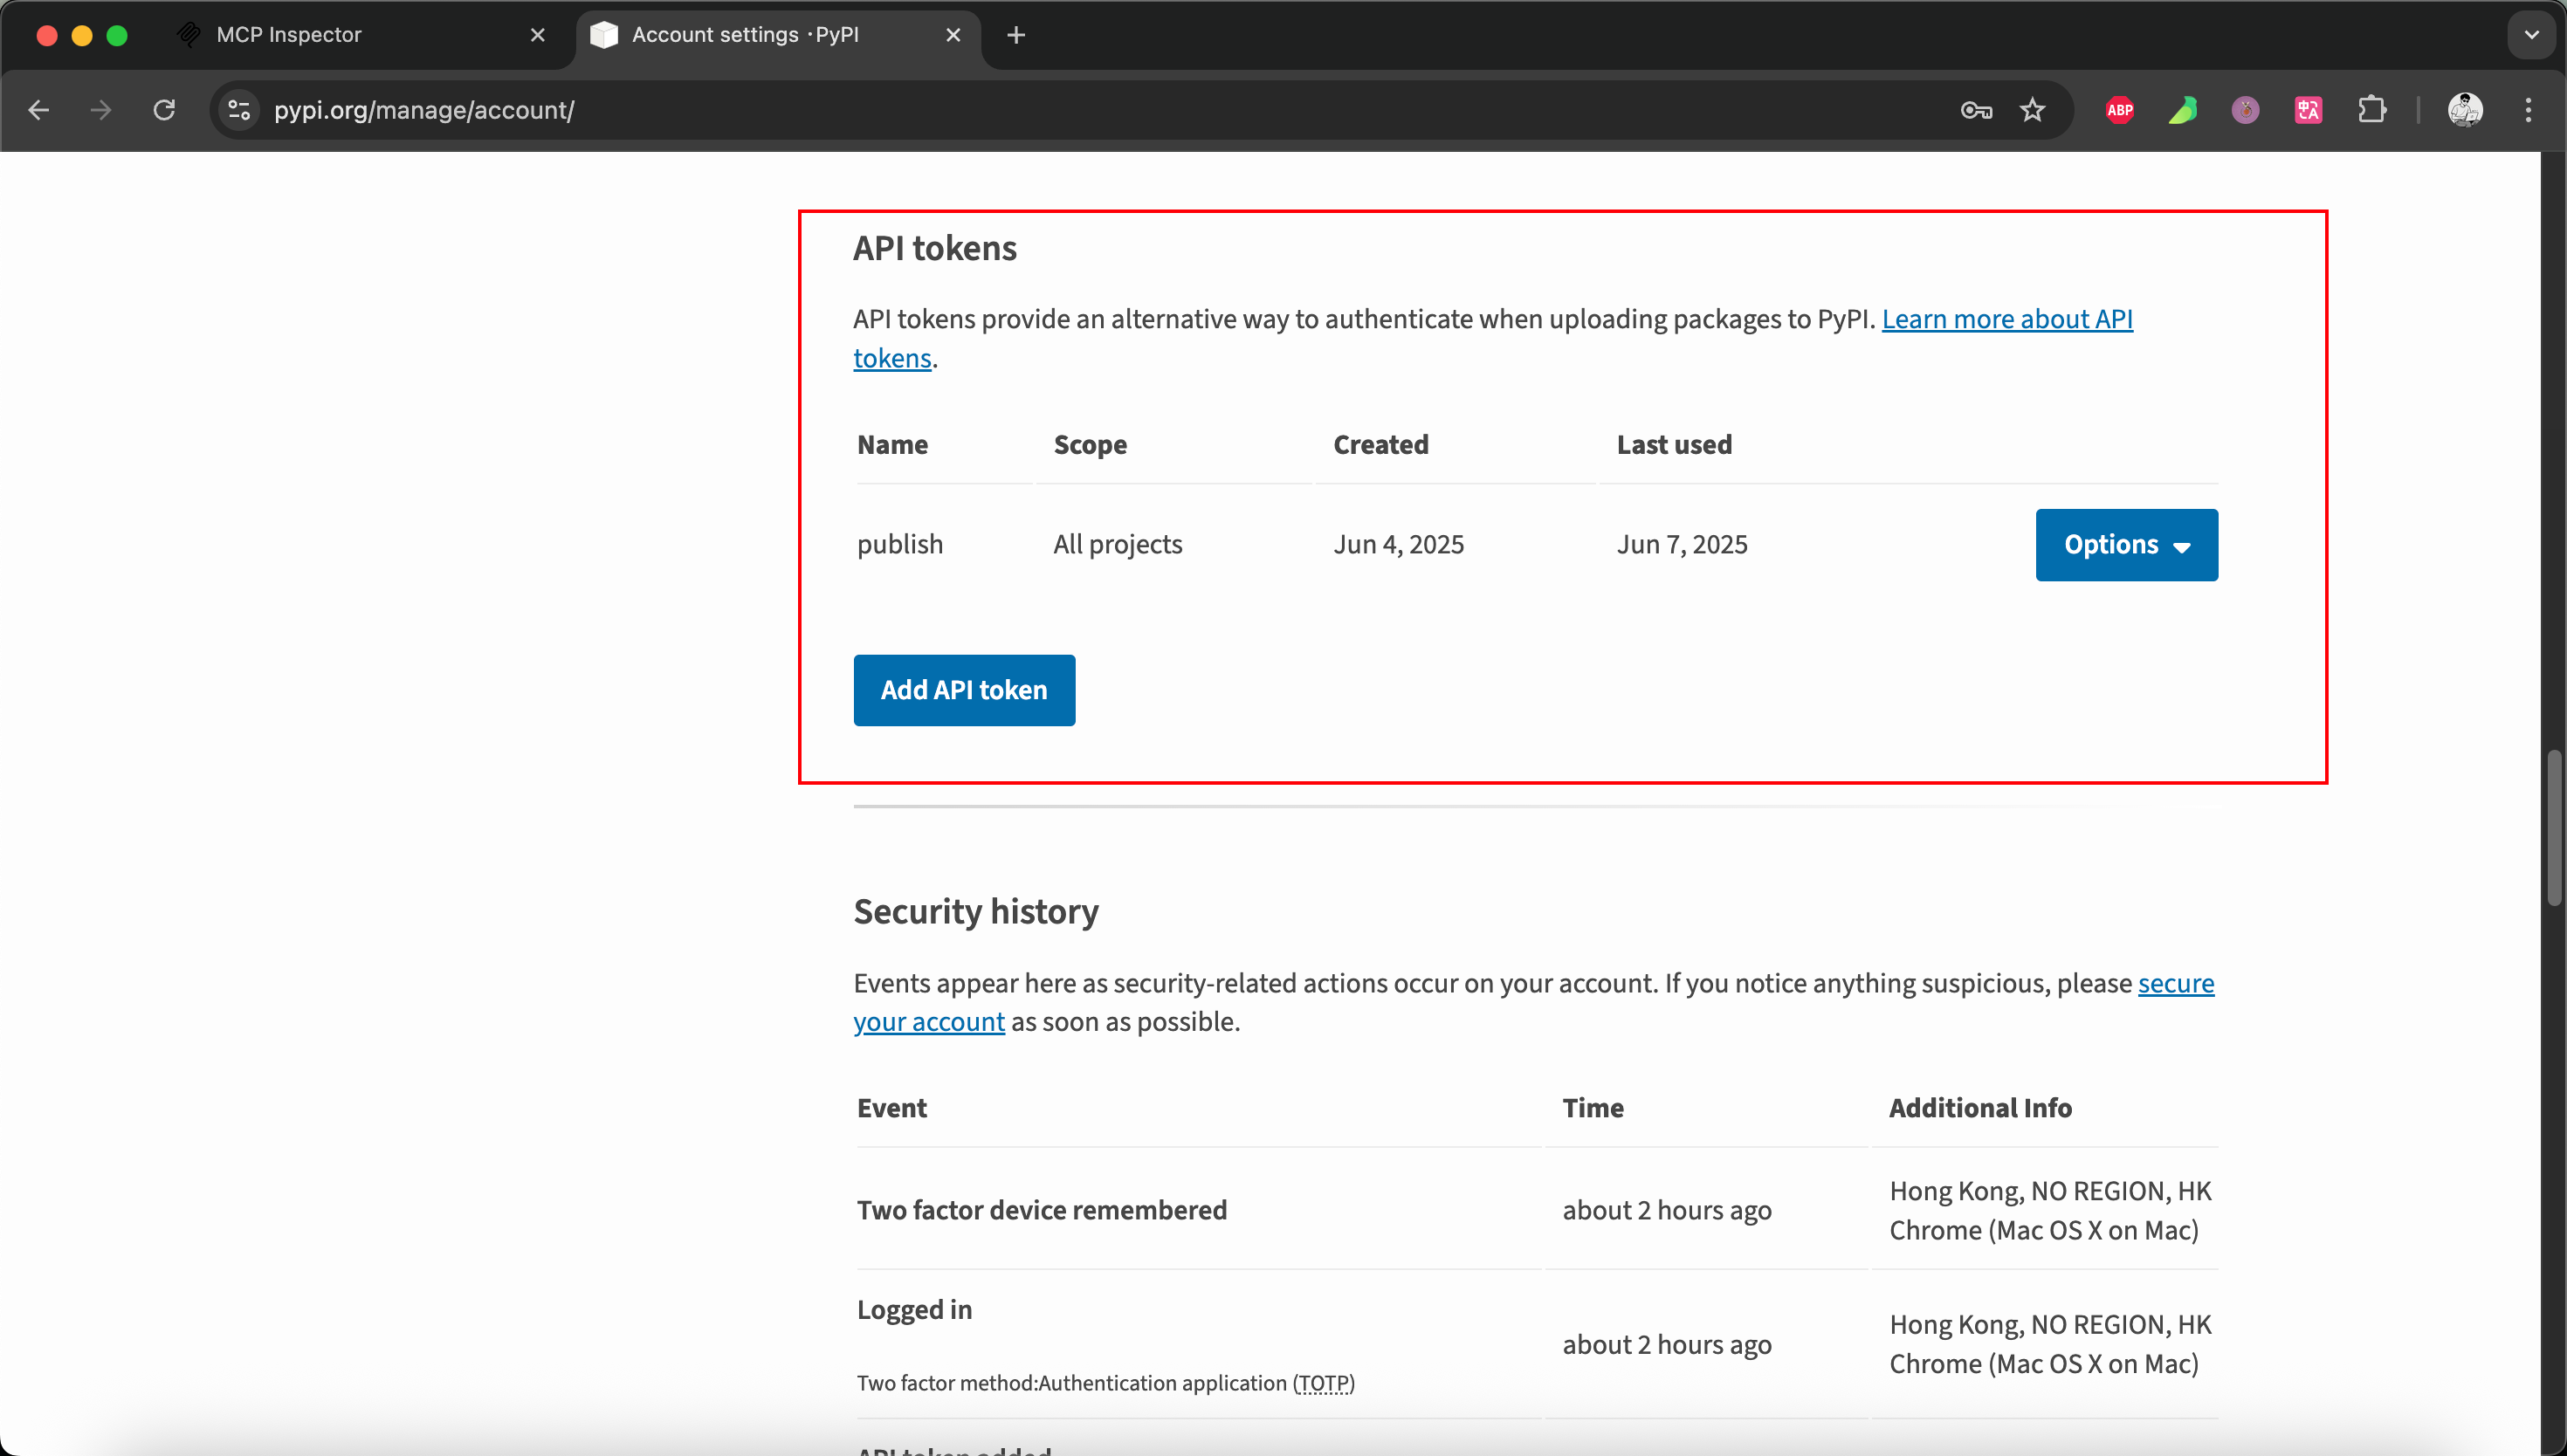 MCP Inspector
Account settings · PyPI
pypi.org/manage/account/
ABP
API tokens
API tokens provide an alternative way to authenticate when uploading packages to PyPI. Learn more about API
tokens.
Name Scope Created Last used
publish All projects Jun 4, 2025 Jun 7, 2025 Options
Add API token
Security history
Events appear here as security-related actions occur on your account. If you notice anything suspicious, please secure
your account as soon as possible.
Event Time Additional Info
Two factor device remembered about 2 hours ago Hong Kong, NO REGION, HK
Chrome (Mac OS X on Mac)
Logged in
about 2 hours ago Hong Kong, NO REGION, HK
Chrome (Mac OS X on Mac)
Two factor method:Authentication application (TOTP)
API token added